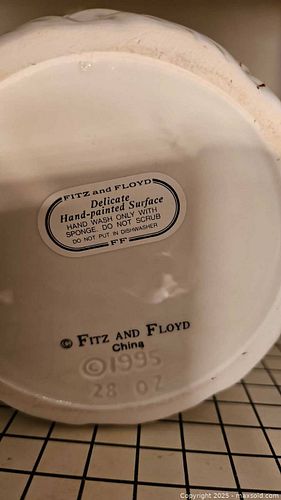 FITZ and FLOYD
Delicate
Hand-painted Surface
HAND WASH ONLY WITH
SPONGE. DO NOT SCRUB
DO NOT PUT IN DISHWASHER
FF
© FITZ AND FLOYD
China
©1995
28 OZ
Copyright 2025 - maxsold.com